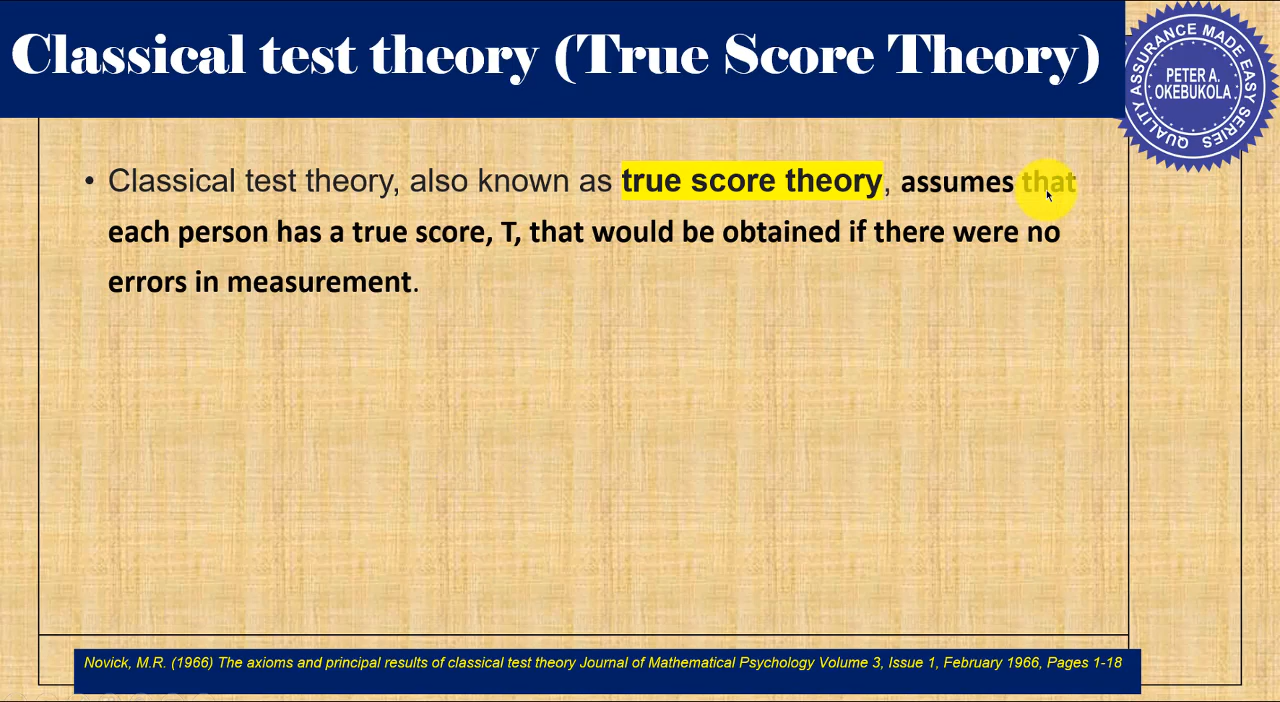 Classical test theory (True Score Theory)
QUALITY ASSURANCE MADE EASY SERIES
PETER A.
OKEBUKOLA
• Classical test theory, also known as true score theory, assumes that
each person has a true score, T, that would be obtained if there were no
errors in measurement.
Novick, M.R. (1966) The axioms and principal results of classical test theory Journal of Mathematical Psychology Volume 3, Issue 1, February 1966, Pages 1-18